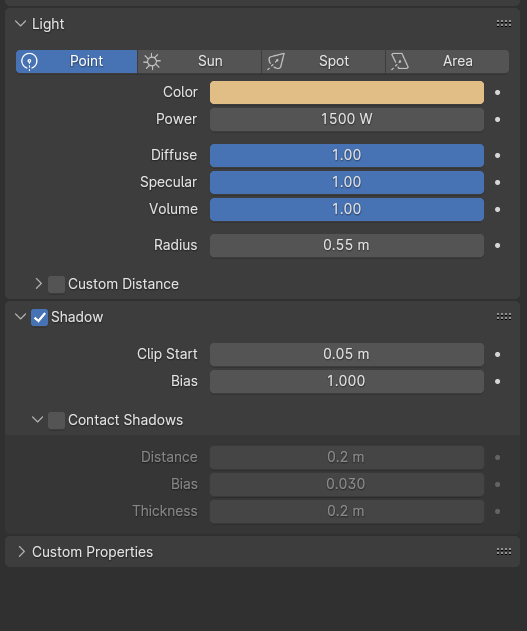 Light
Point Sun Spot Area
Color
Power 1500 W
Diffuse 1.00
Specular 1.00
Volume 1.00
Radius 0.55 m
Custom Distance
Shadow
Clip Start 0.05 m
Bias 1.000
Contact Shadows
Distance 0.2 m
Bias 0.030
Thickness 0.2 m
Custom Properties